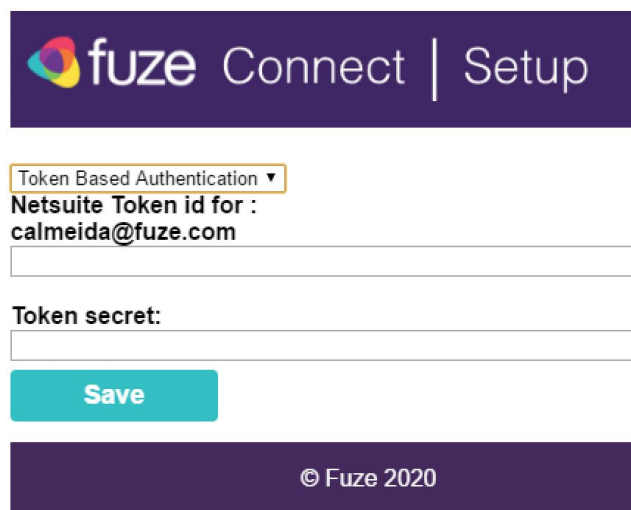 fuze Connect | Setup
Token Based Authentication ▼
Netsuite Token id for :
calmeida@fuze.com
Token secret:
Save
© Fuze 2020